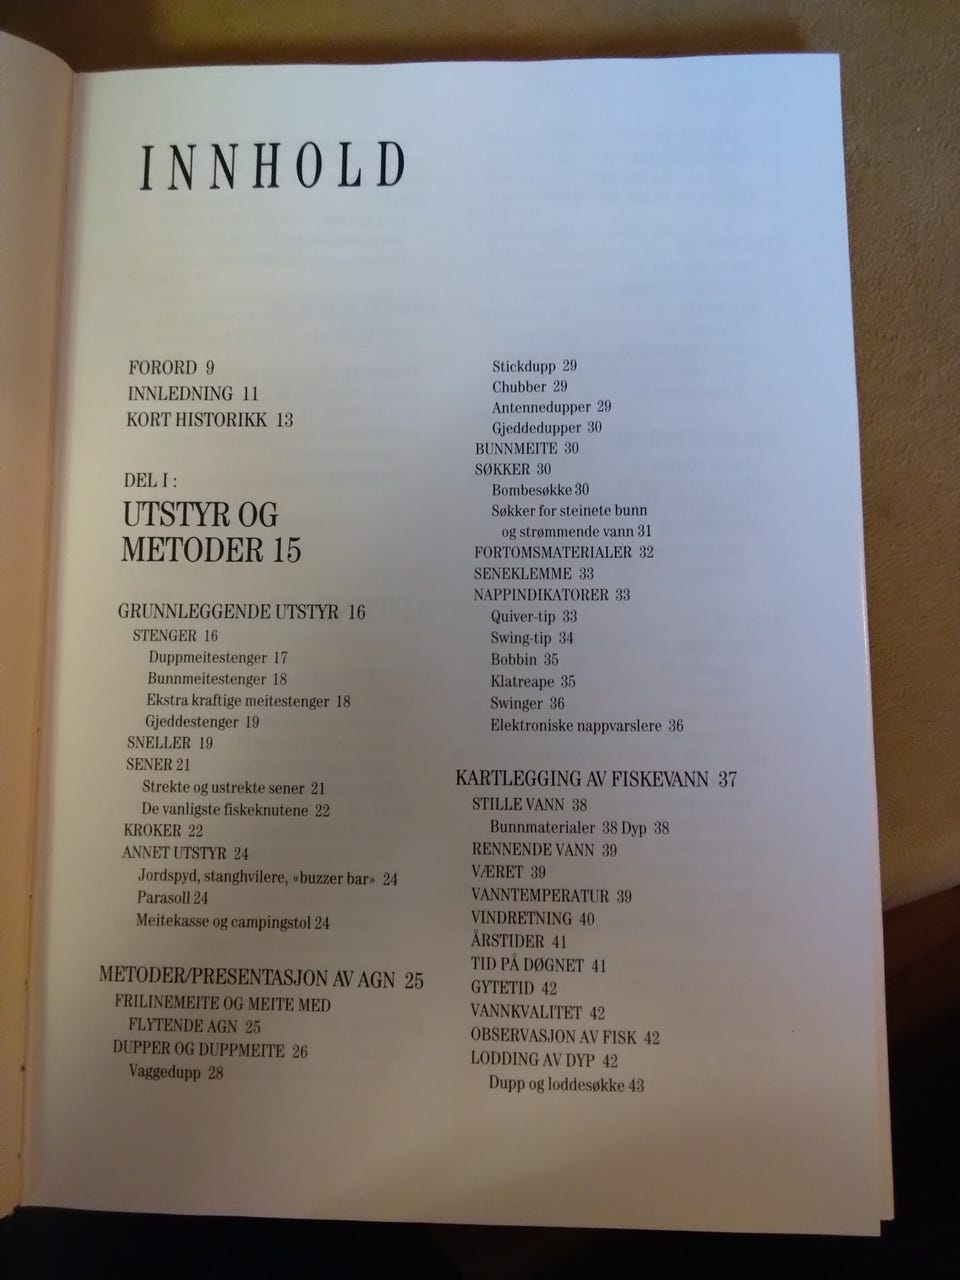 INNHOLD
FORORD 9
INNLEDNING 11
KORT HISTORIKK 13
DEL I :
UTSTYR OG
METODER 15
GRUNNLEGGENDE UTSTYR 16
STENGER 16
Duppmeitestenger 17
Bunnmeitestenger 18
Ekstra kraftige meitestenger 18
Gjeddestenger 19
SNELLER 19
SENER 21
Strekte og ustrekte sener 21
De vanligste fiskeknutene 22
KROKER 22
ANNET UTSTYR 24
Jordspyd, stanghvilere, «buzzer bar» 24
Parasoll 24
Meitekasse og campingstol 24
METODER/PRESENTASJON AV AGN 25
FRILINEMEITE OG MEITE MED
FLYTENDE AGN 25
DUPPER OG DUPPMEITE 26
Vaggedupp 28
Stickdupp 29
Chubber 29
Antennedupper 29
Gjeddedupper 30
BUNNMEITE 30
SØKKER 30
Bombesøkke 30
Søkker for steinete bunn
og strømmende vann 31
FORTOMSMATERIALER 32
SENEKLEMME 33
NAPPINDIKATORER 33
Quiver-tip 33
Swing-tip 34
Bobbin 35
Klatreape 35
Swinger 36
Elektroniske nappvarslere 36
KARTLEGGING AV FISKEVANN 37
STILLE VANN 38
Bunnmaterialer 38 Dyp 38
RENNENDE VANN 39
VÆRET 39
VANNTEMPERATUR 39
VINDRETNING 40
ÅRSTIDER 41
TID PÅ DØGNET 41
GYTETID 42
VANNKVALITET 42
OBSERVASJON AV FISK 42
LODDING AV DYP 42
Dupp og loddesøkke 43